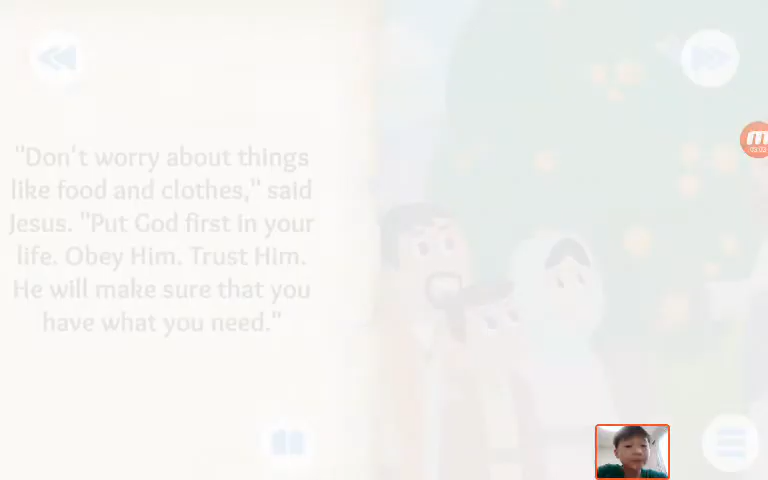 "Don't worry about things
like food and clothes," said
Jesus. "Put God first in your
life. Obey Him. Trust Him.
He will make sure that you
have what you need."